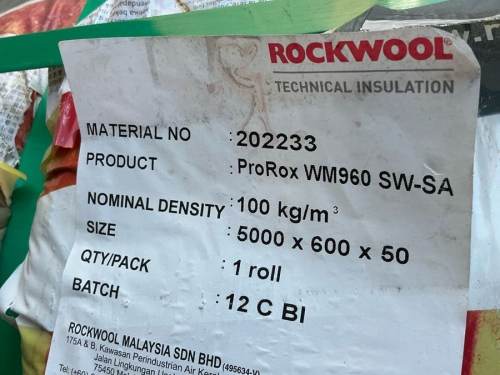 ROCKWOOL®
TECHNICAL INSULATION
MATERIAL NO : 202233
PRODUCT : ProRox WM960 SW-SA
NOMINAL DENSITY : 100 kg/m³
SIZE : 5000 x 600 x 50
QTY/PACK : 1 roll
BATCH : 12 C BI
ROCKWOOL MALAYSIA SDN BHD (495634-V)
175A & B, Kawasan Perindustrian Air
Jalan Lingkungan
75450
Tel: